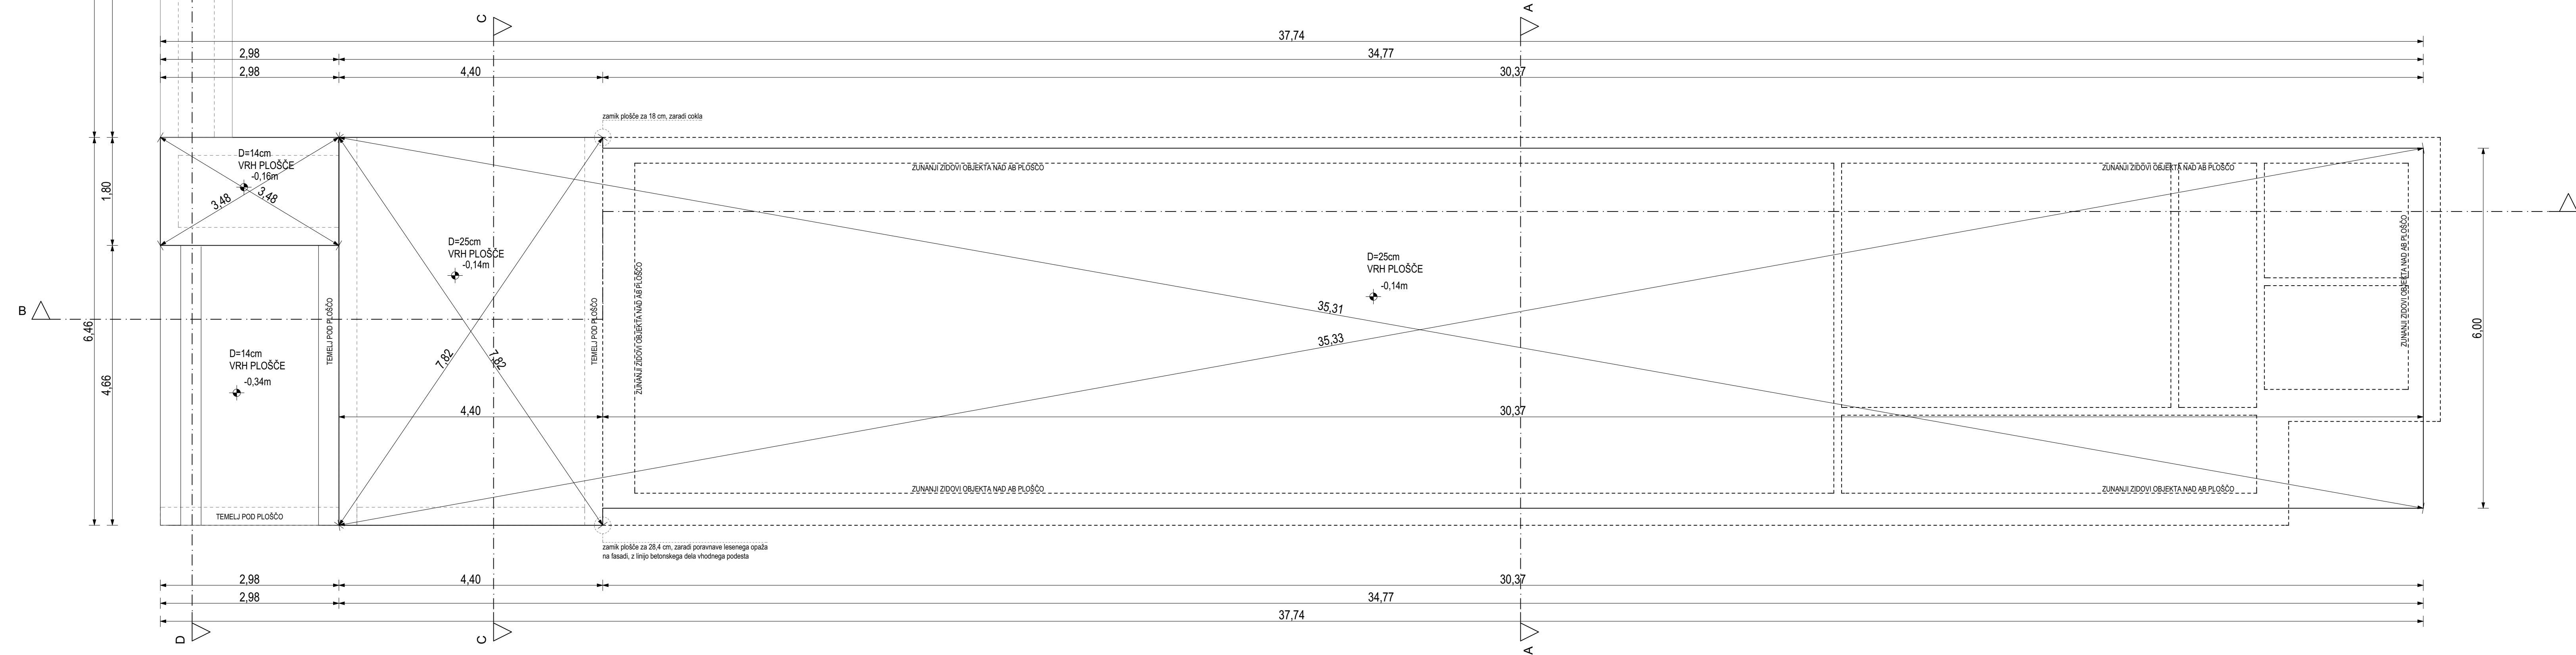 C
A
37,74
2,98
34,77
2,98
4,40
30,37
zamik plošče za 18 cm, zaradi cokla
D=14cm
VRH PLOŠČE
-0,16m
3,48
3,48
1,80
ZUNANJI ZIDOVI OBJEKTA NAD AB PLOŠČO
ZUNANJI ZIDOVI OBJEKTA NAD AB PLOŠČO
D=25cm
VRH PLOŠČE
-0,14m
D=25cm
VRH PLOŠČE
-0,14m
ZUNANJI ZIDOVI OBJEKTA NAD AB PLOŠČO
ZUNANJI ZIDOVI OBJEKTA NAD AB PLOŠČO
TEMELJ POD PLOŠČO
TEMELJ POD PLOŠČO
B
6,46
35,31
35,33
6,00
D=14cm
VRH PLOŠČE
-0,34m
7,82
7,82
4,66
4,40
30,37
ZUNANJI ZIDOVI OBJEKTA NAD AB PLOŠČO
ZUNANJI ZIDOVI OBJEKTA NAD AB PLOŠČO
TEMELJ POD PLOŠČO
zamik plošče za 28,4 cm, zaradi poravnave lesenega opaža
na fasadi, z linijo betonskega dela vhodnega podesta
2,98
4,40
30,37
2,98
34,77
37,74
D
C
A